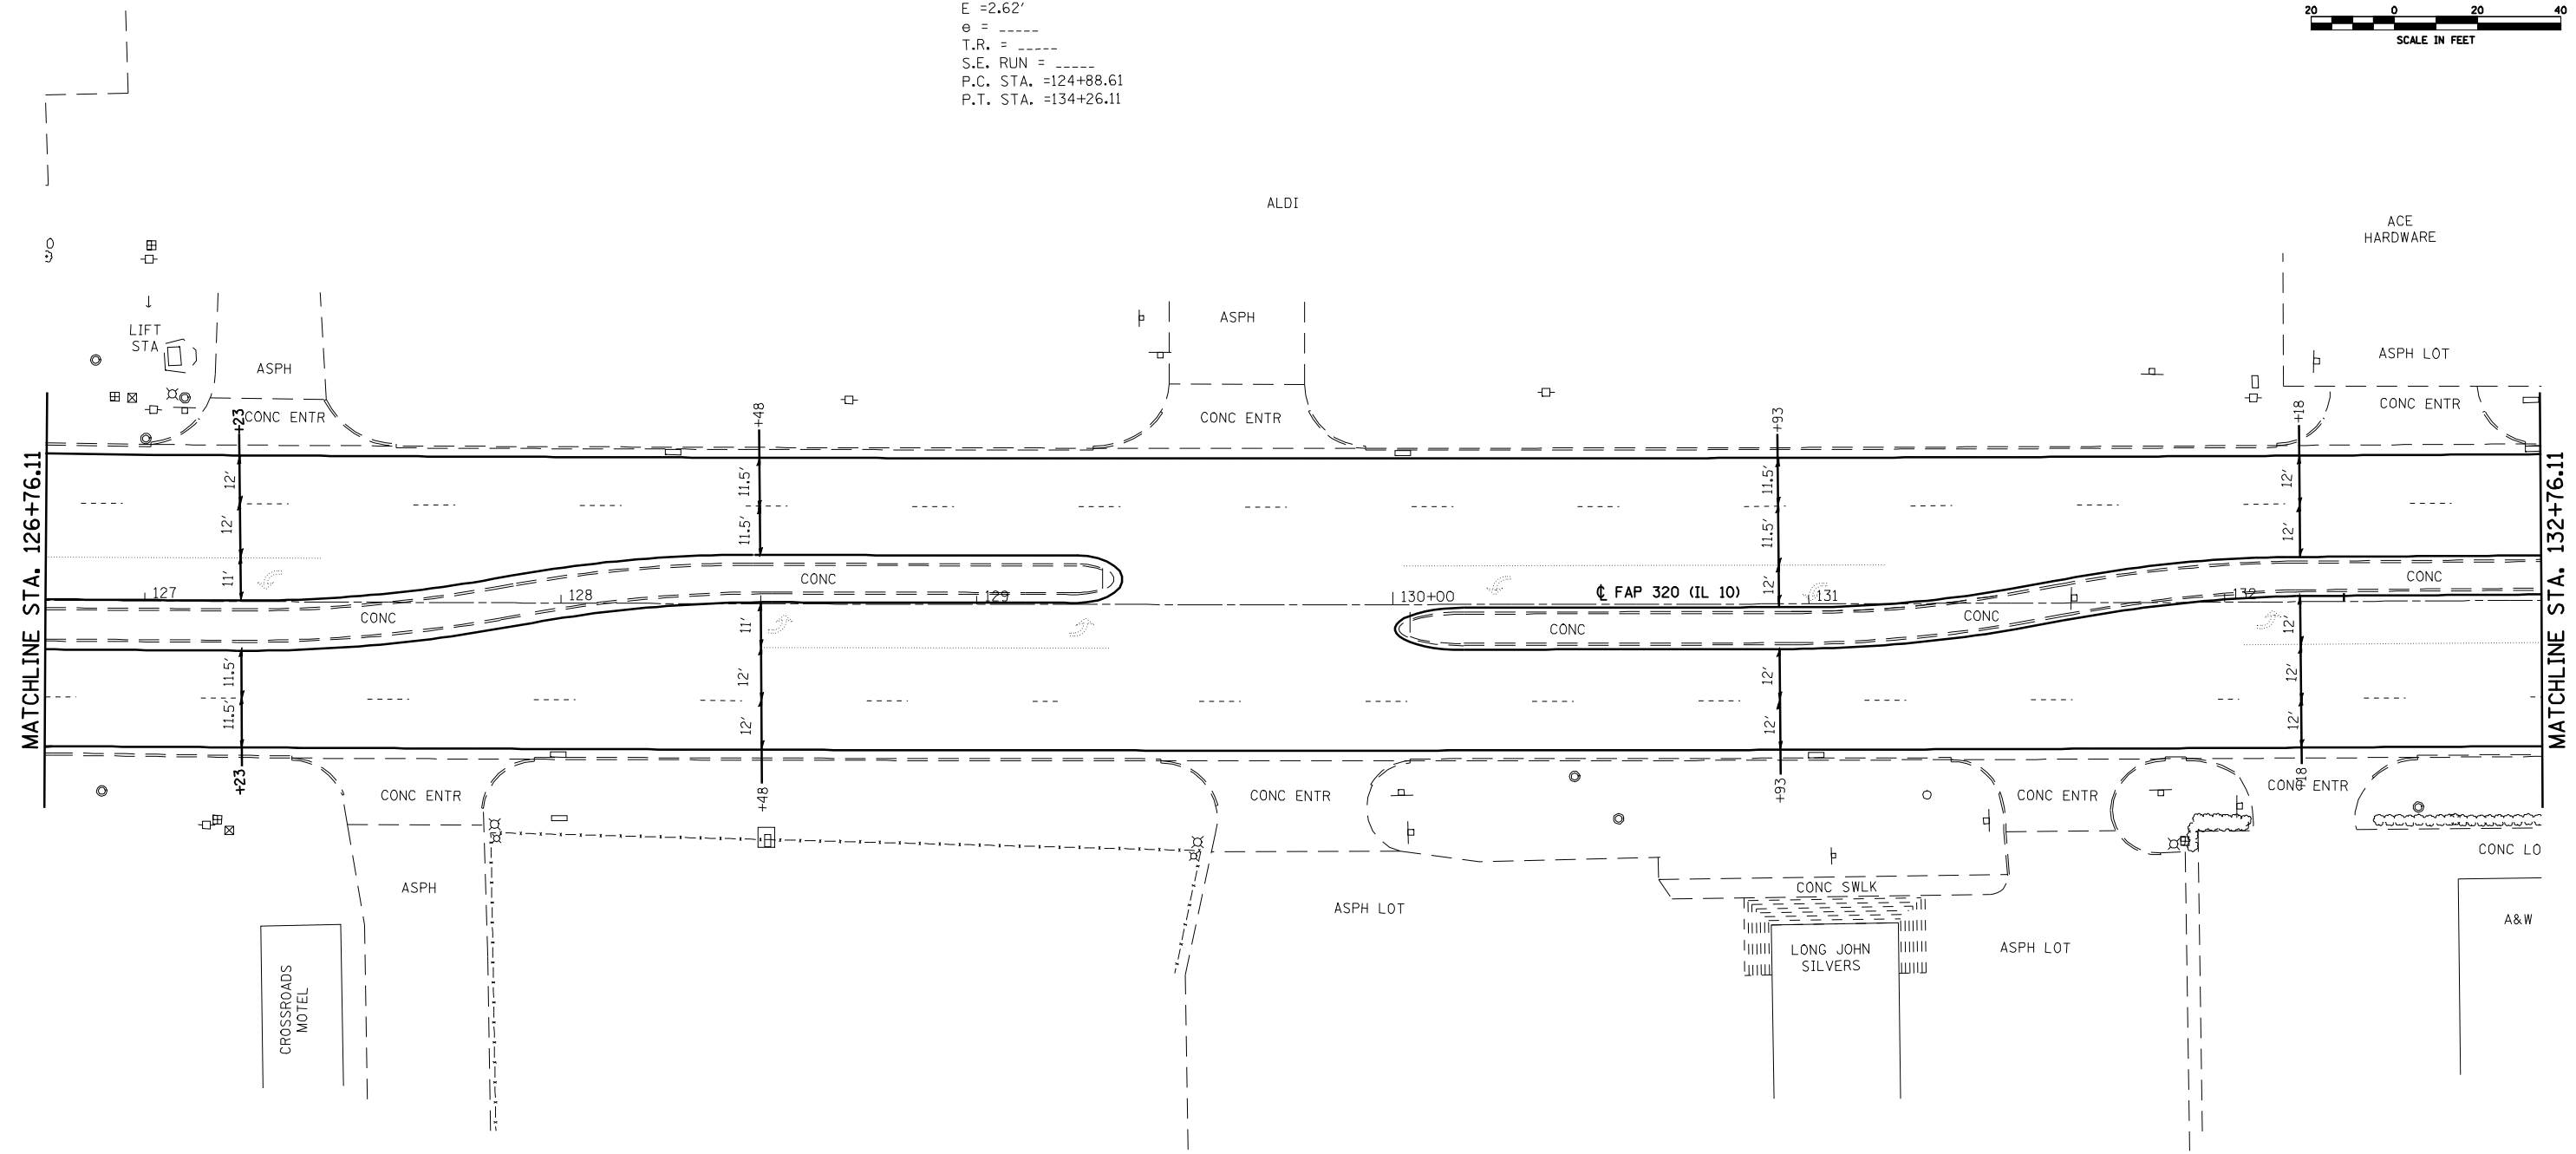 E =2.62'
e = _____
T.R. = _____
S.E. RUN = _____
P.C. STA. =124+88.61
P.T. STA. =134+26.11
20 0 20 40
SCALE IN FEET
ALDI
ACE
HARDWARE
LIFT
STA
ASPH
ASPH
ASPH LOT
CONC ENTR
CONC ENTR
CONC ENTR
+23
+48
+93
+18
MATCHLINE STA. 126+76.11
MATCHLINE STA. 132+76.11
12'
11.5'
11.5'
12'
12'
11.5'
11.5'
12'
11'
12'
CONC
CONC
127
128
129
130+00
₵ FAP 320 (IL 10)
131
132
CONC
CONC
CONC
11'
12'
11.5'
12'
12'
12'
11.5'
12'
12'
12'
+23
+48
+93
+18
CONC ENTR
CONC ENTR
CONC ENTR
CONC ENTR
CONC LO
ASPH
CONC SWLK
ASPH LOT
A&W
LONG JOHN
SILVERS
ASPH LOT
CROSSROADS
MOTEL